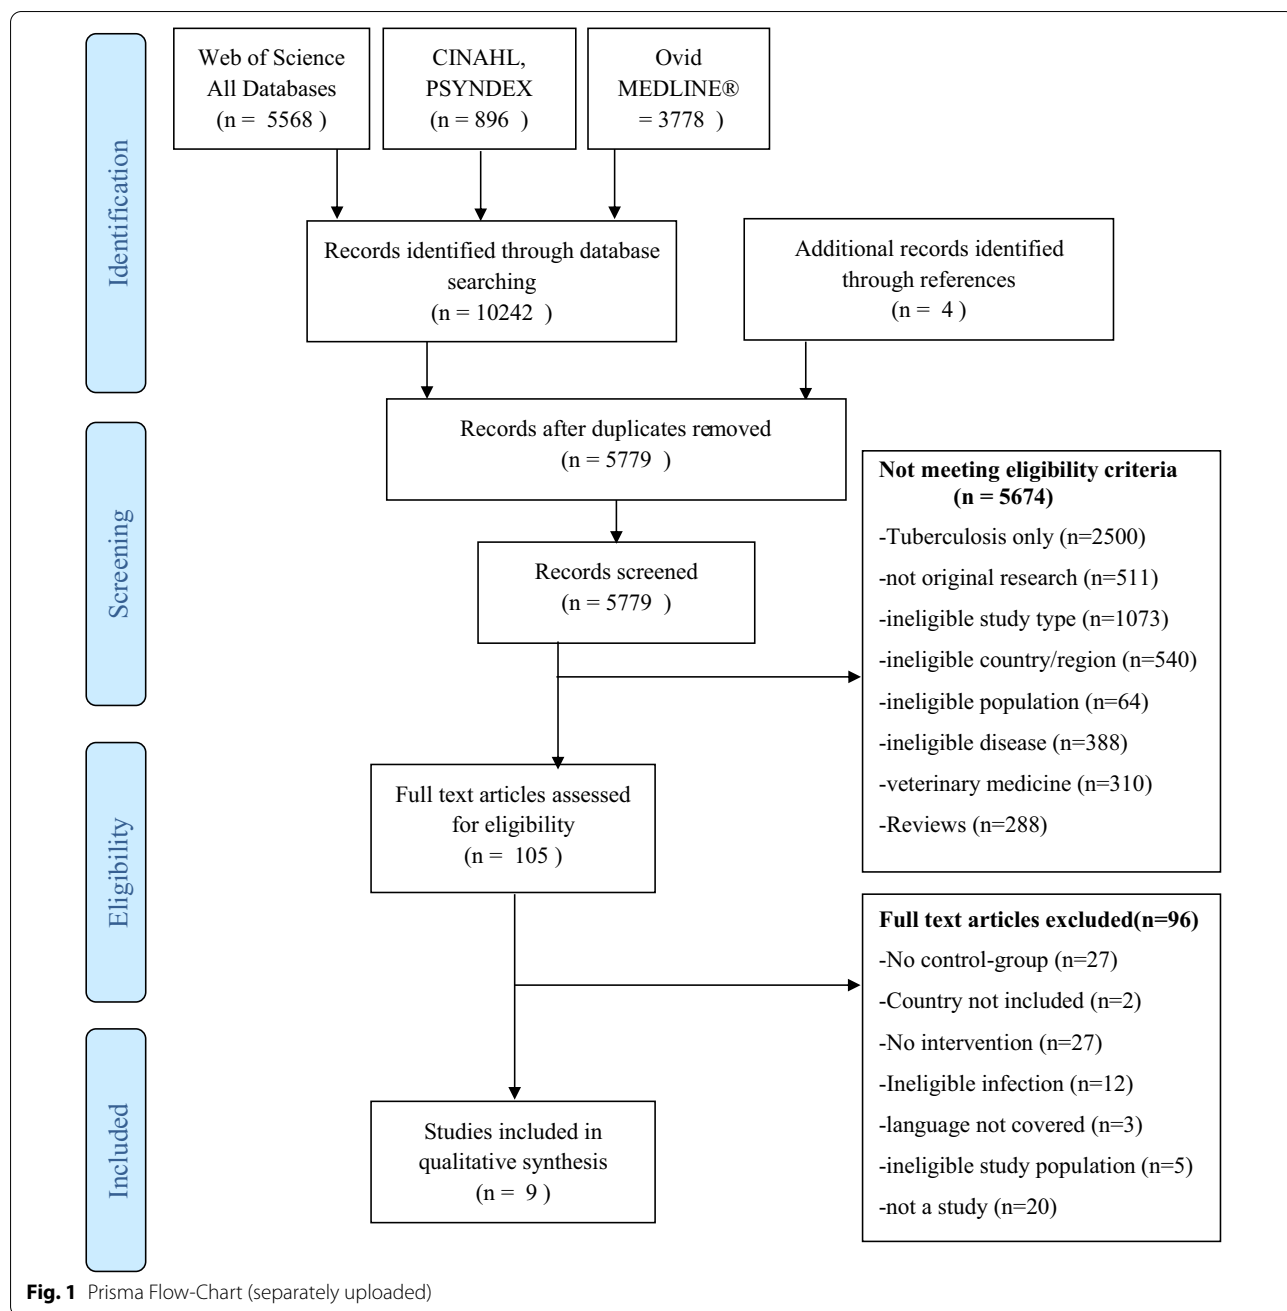 Identification
Web of Science
All Databases
(n = 5568 )
CINAHL,
PSYNDEX
(n = 896 )
Ovid
MEDLINE®
= 3778 )
Records identified through database
searching
(n = 10242 )
Additional records identified
through references
(n = 4 )
Screening
Records after duplicates removed
(n = 5779 )
Records screened
(n = 5779 )
Not meeting eligibility criteria
(n = 5674)
-Tuberculosis only (n=2500)
-not original research (n=511)
-ineligible study type (n=1073)
-ineligible country/region (n=540)
-ineligible population (n=64)
-ineligible disease (n=388)
-veterinary medicine (n=310)
-Reviews (n=288)
Eligibility
Full text articles assessed
for eligibility
(n = 105 )
Full text articles excluded(n=96)
-No control-group (n=27)
-Country not included (n=2)
-No intervention (n=27)
-Ineligible infection (n=12)
-language not covered (n=3)
-ineligible study population (n=5)
-not a study (n=20)
Included
Studies included in
qualitative synthesis
(n = 9 )
Fig. 1 Prisma Flow-Chart (separately uploaded)